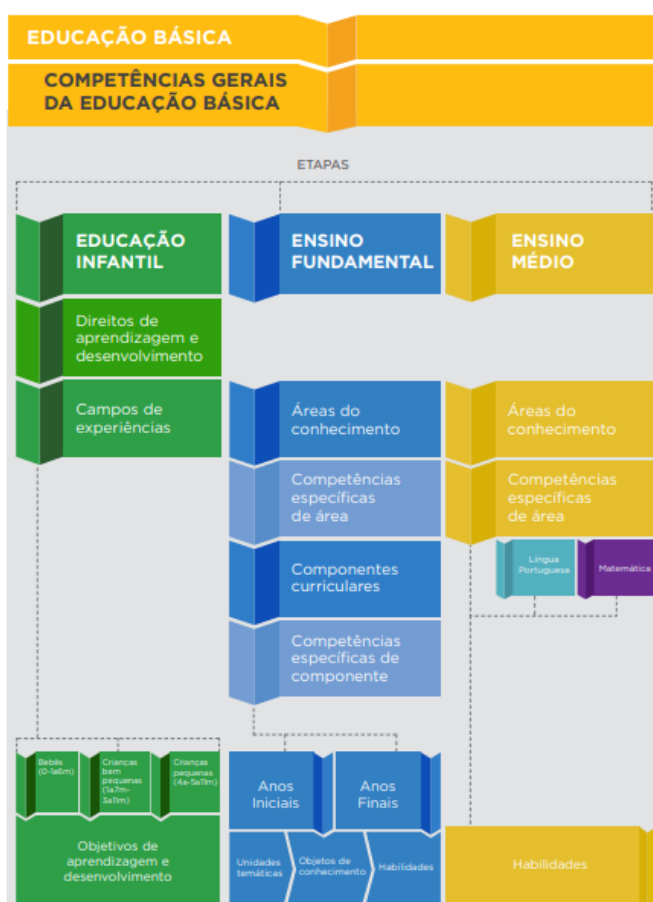 EDUCAÇÃO BÁSICA
COMPETÊNCIAS GERAIS
DA EDUCAÇÃO BÁSICA
ETAPAS
EDUCAÇÃO
INFANTIL
Direitos de
aprendizagem e
desenvolvimento
Campos de
experiências
Bebês
(0-1a6m)
Crianças
bem
pequenas
(1a7m-
3a11m)
Crianças
pequenas
(4a-5a11m)
Objetivos de
aprendizagem e
desenvolvimento
ENSINO
FUNDAMENTAL
Áreas do
conhecimento
Competências
específicas
de área
Componentes
curriculares
Competências
específicas de
componente
Anos
Iniciais
Anos
Finais
Unidades
temáticas
Objetos de
conhecimento
Habilidades
ENSINO
MÉDIO
Áreas do
conhecimento
Competências
específicas
de área
Língua
Portuguesa
Matemática
Habilidades